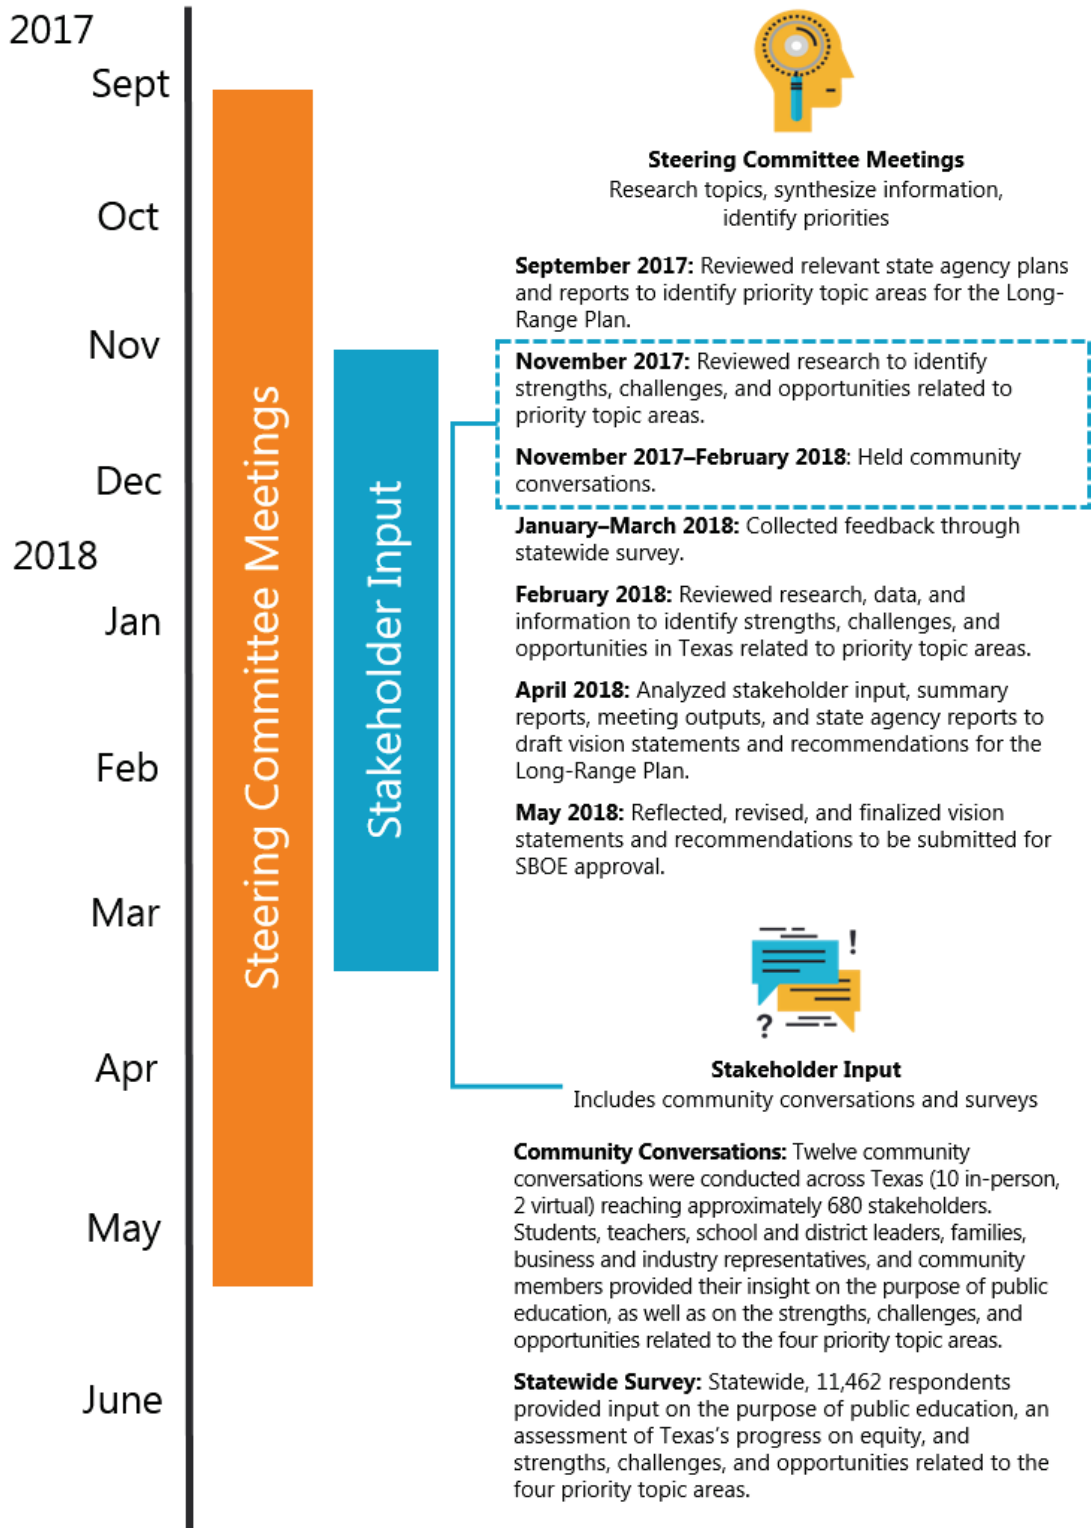 2017
Sept
Oct
Nov
Dec
2018
Jan
Feb
Mar
Apr
May
June
Steering Committee Meetings
Stakeholder Input
Steering Committee Meetings
Research topics, synthesize information,
identify priorities
September 2017: Reviewed relevant state agency plans
and reports to identify priority topic areas for the Long-
Range Plan.
November 2017: Reviewed research to identify
strengths, challenges, and opportunities related to
priority topic areas.
November 2017–February 2018: Held community
conversations.
January–March 2018: Collected feedback through
statewide survey.
February 2018: Reviewed research, data, and
information to identify strengths, challenges, and
opportunities in Texas related to priority topic areas.
April 2018: Analyzed stakeholder input, summary
reports, meeting outputs, and state agency reports to
draft vision statements and recommendations for the
Long-Range Plan.
May 2018: Reflected, revised, and finalized vision
statements and recommendations to be submitted for
SBOE approval.
!
?
Stakeholder Input
Includes community conversations and surveys
Community Conversations: Twelve community
conversations were conducted across Texas (10 in-person,
2 virtual) reaching approximately 680 stakeholders.
Students, teachers, school and district leaders, families,
business and industry representatives, and community
members provided their insight on the purpose of public
education, as well as on the strengths, challenges, and
opportunities related to the four priority topic areas.
Statewide Survey: Statewide, 11,462 respondents
provided input on the purpose of public education, an
assessment of Texas's progress on equity, and
strengths, challenges, and opportunities related to the
four priority topic areas.